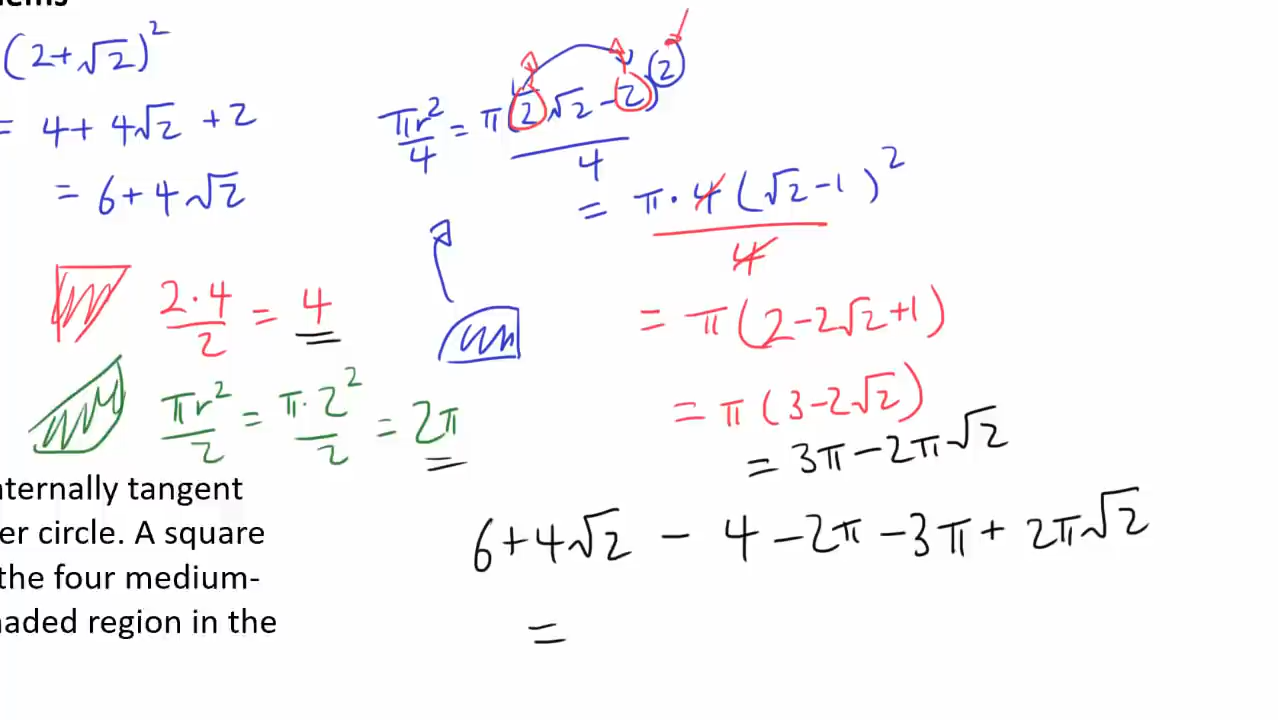 (2+√2)²
= 4+4√2+2
= 6+4√2
πr²/4 = π(2√2-2)²/4
= π·4(√2-1)²/4
= π(2-2√2+1)
= π(3-2√2)
= 3π-2π√2
2·4/2 = 4
πr²/2 = π·2²/2 = 2π
nternally tangent
er circle. A square
the four medium-
aded region in the
6+4√2 - 4 - 2π - 3π + 2π√2
=